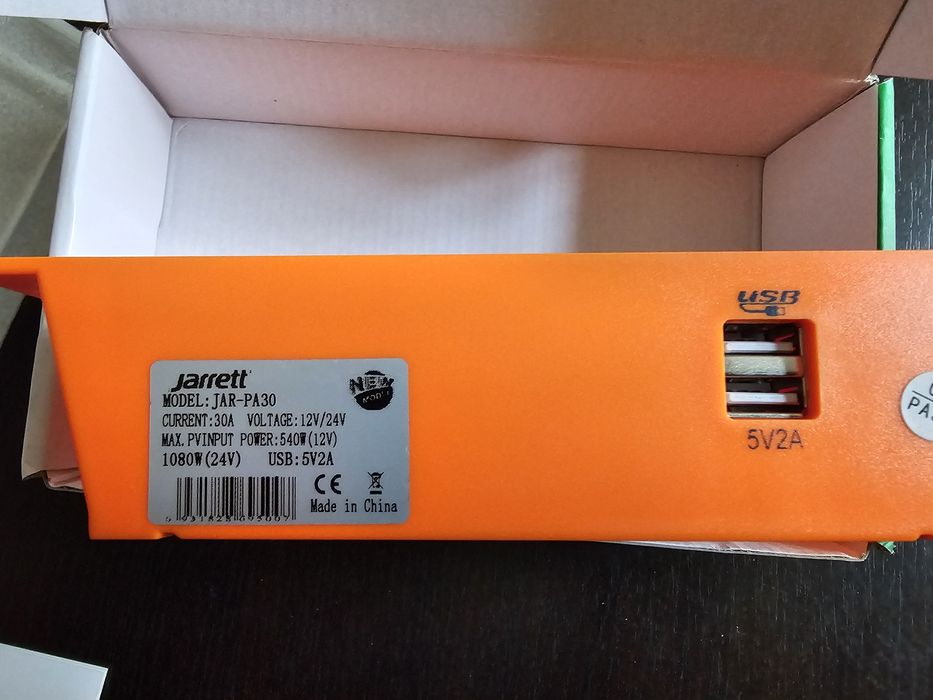 USB
5V2A
Jarrett
NEW
MODEL
MODEL:JAR-PA30
CURRENT:30A VOLTAGE:12V/24V
MAX.PVINPUT POWER:540W(12V)
1080W(24V) USB:5V2A
CE
Made in China